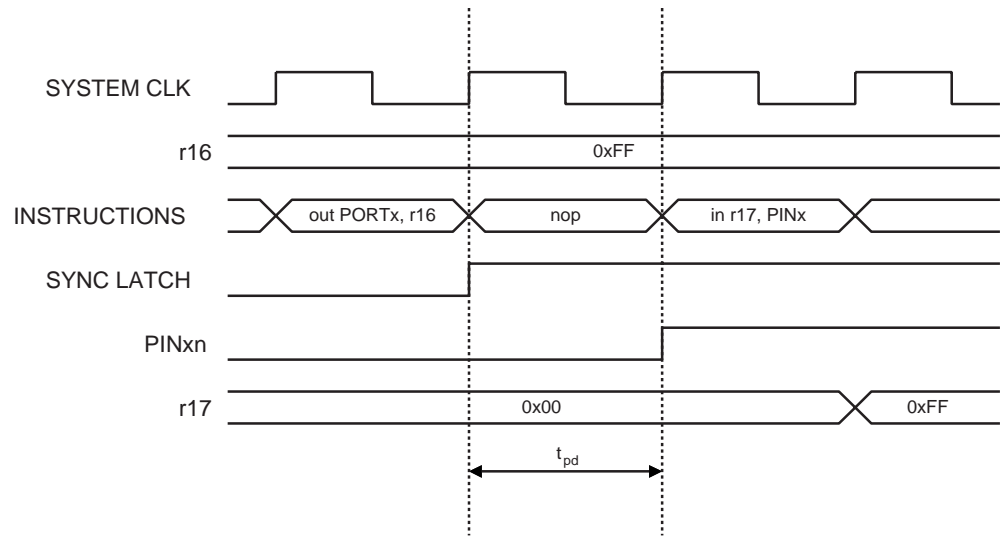 SYSTEM CLK
r16 0xFF
INSTRUCTIONS out PORTx, r16 nop in r17, PINx
SYNC LATCH
PINxn
r17 0x00 0xFF
tpd